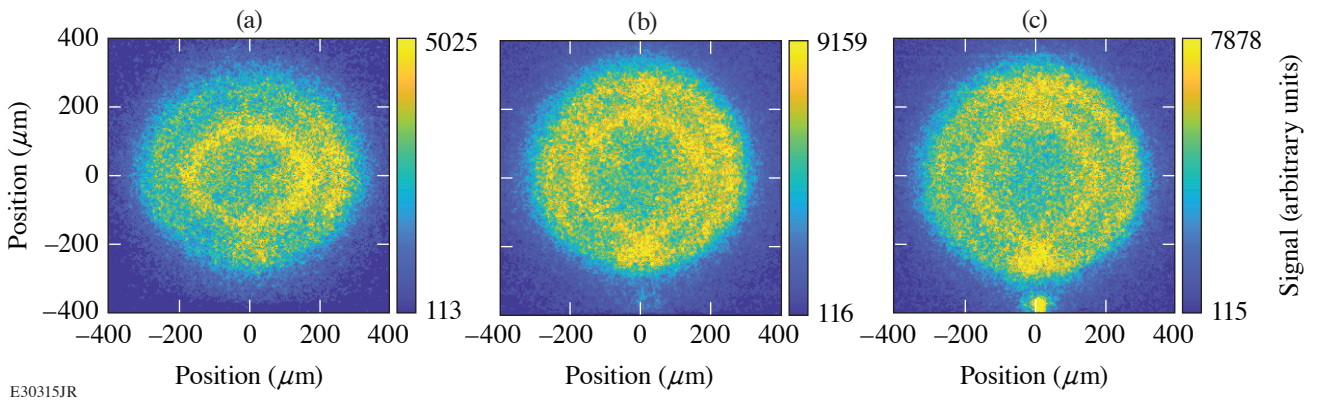 (a) (b) (c)
400 5025 9159 7878
200
0
−200
−400 113 116 115
−400 −200 0 200 400 −400 −200 0 200 400 −400 −200 0 200 400
Position (μm)
Position (μm) Position (μm) Position (μm)
Signal (arbitrary units)
E30315JR